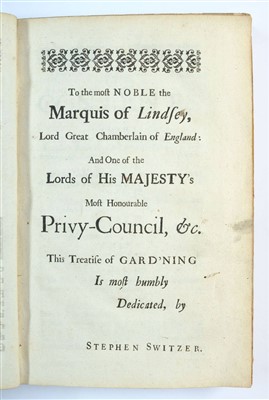 To the moſt NOBLE the
Marquis of Lindſey,
Lord Great Chamberlain of England:
And One of the
Lords of His MAJESTY's
Moſt Honourable
Privy-Council, &c.
This Treatiſe of GARD'NING
Is moſt humbly
Dedicated, by
STEPHEN SWITZER.